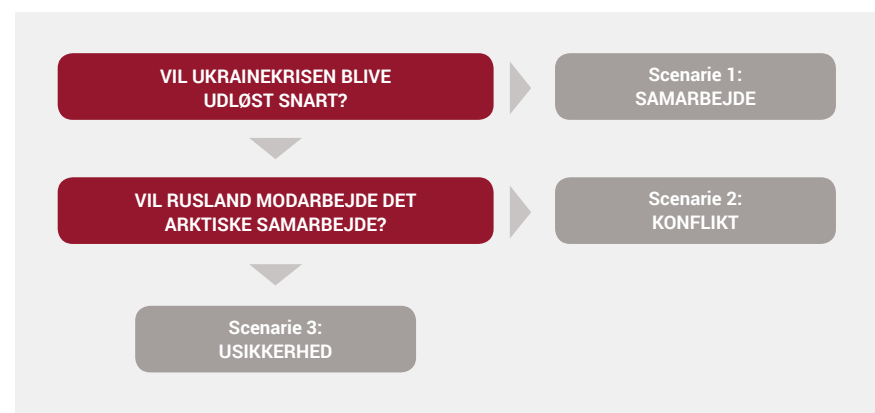 VIL UKRAINEKRISEN BLIVE
UDLØST SNART?
Scenarie 1:
SAMARBEJDE
VIL RUSLAND MODARBEJDE DET
ARKTISKE SAMARBEJDE?
Scenarie 2:
KONFLIKT
Scenarie 3:
USIKKERHED